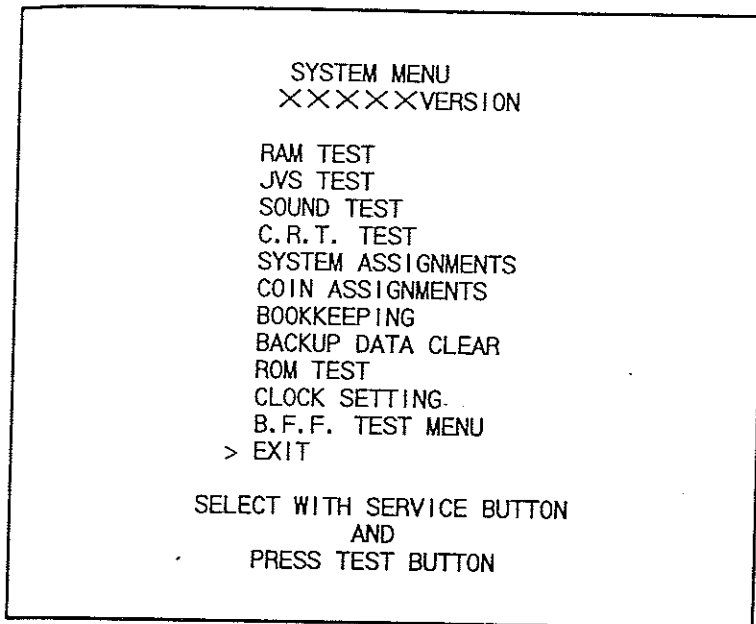 SYSTEM MENU
XXXXXVERSION
RAM TEST
JVS TEST
SOUND TEST
C.R.T. TEST
SYSTEM ASSIGNMENTS
COIN ASSIGNMENTS
BOOKKEEPING
BACKUP DATA CLEAR
ROM TEST
CLOCK SETTING
B.F.F. TEST MENU
> EXIT
SELECT WITH SERVICE BUTTON
AND
PRESS TEST BUTTON